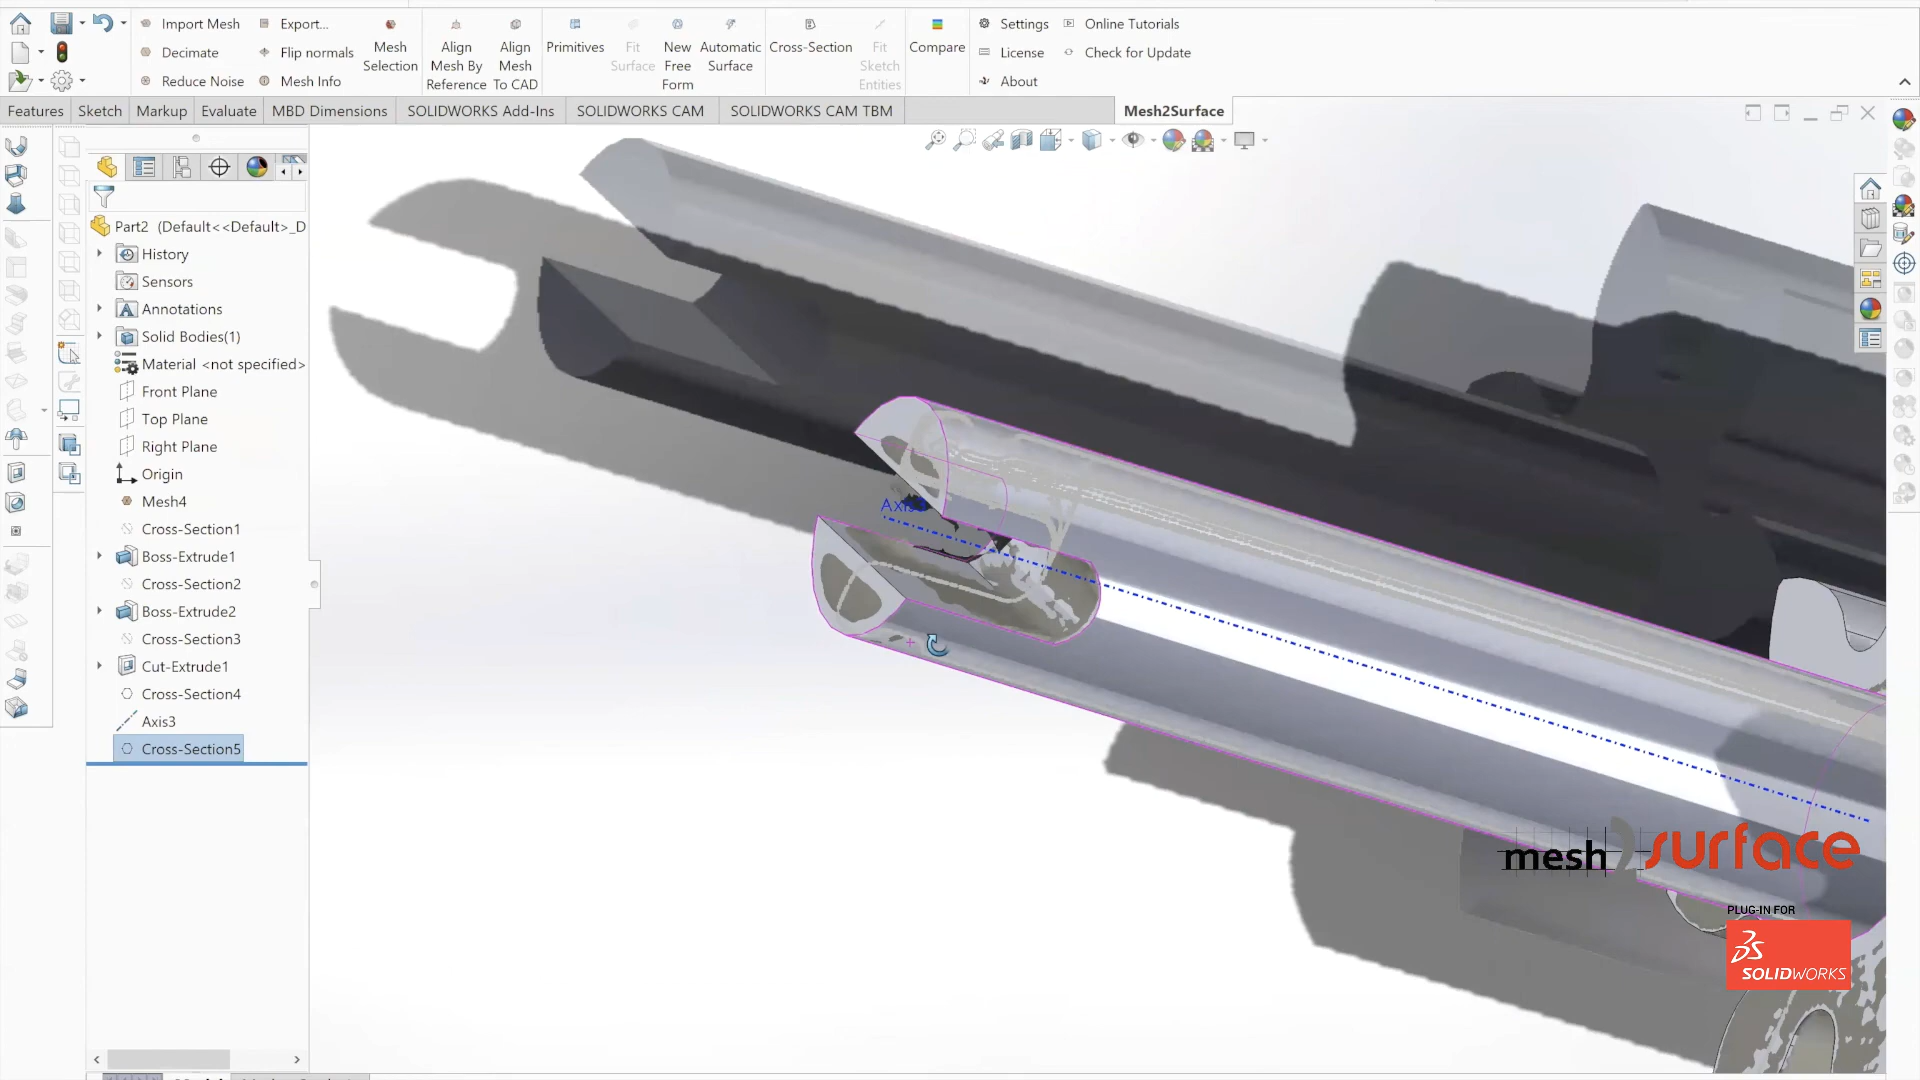 Import Mesh
Export...
Decimate
Flip normals
Reduce Noise
Mesh Info
Mesh
Selection
Align
Mesh By
Reference
Align
Mesh
To CAD
Primitives
Fit
Surface
New
Free
Form
Automatic
Surface
Cross-Section
Fit
Sketch
Entities
Compare
Settings
Online Tutorials
License
Check for Update
About
Features
Sketch
Markup
Evaluate
MBD Dimensions
SOLIDWORKS Add-Ins
SOLIDWORKS CAM
SOLIDWORKS CAM TBM
Mesh2Surface
Part2 (Default<<Default>_D
History
Sensors
Annotations
Solid Bodies(1)
Material <not specified>
Front Plane
Top Plane
Right Plane
Origin
Mesh4
Cross-Section1
Boss-Extrude1
Cross-Section2
Boss-Extrude2
Cross-Section3
Cut-Extrude1
Cross-Section4
Axis3
Cross-Section5
mesh2surface
PLUG-IN FOR
SOLIDWORKS